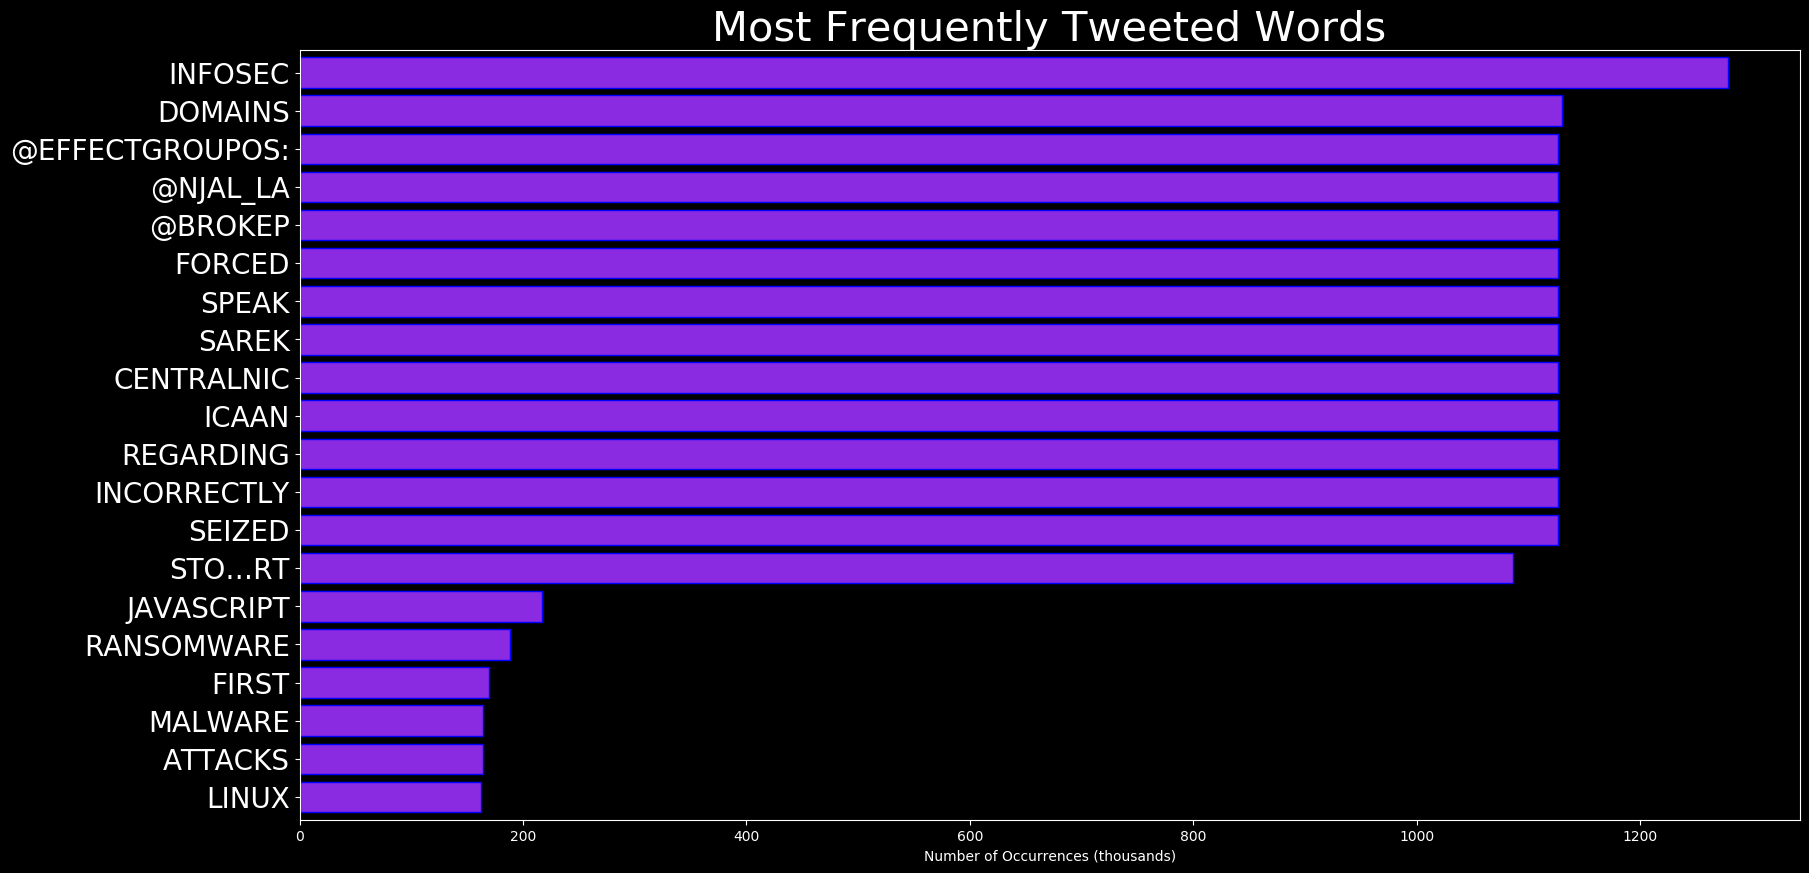 Most Frequently Tweeted Words
INFOSEC
DOMAINS
@EFFECTGROUPOS:
@NJAL_LA
@BROKEP
FORCED
SPEAK
SAREK
CENTRALNIC
ICAAN
REGARDING
INCORRECTLY
SEIZED
STO…RT
JAVASCRIPT
RANSOMWARE
FIRST
MALWARE
ATTACKS
LINUX
0 200 400 600 800 1000 1200
Number of Occurrences (thousands)